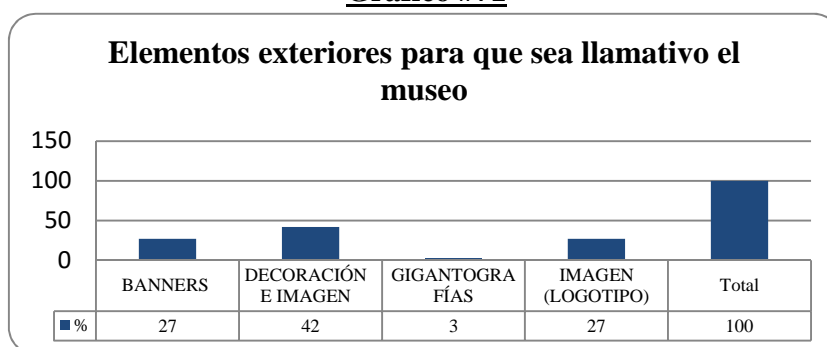 Elementos exteriores para que sea llamativo el
museo
150
100
50
0
BANNERS
DECORACIÓN
E IMAGEN
GIGANTOGRA
FÍAS
IMAGEN
(LOGOTIPO)
Total
% 27 42 3 27 100